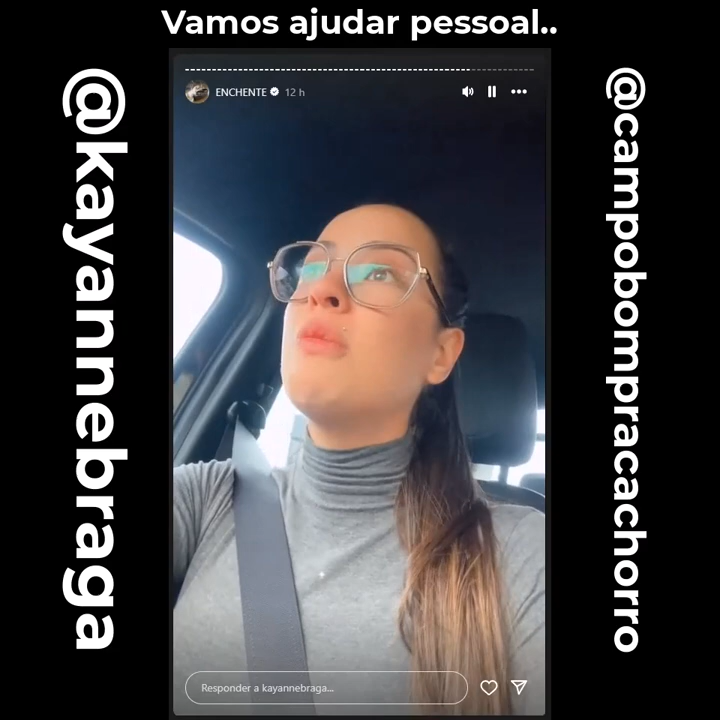 Vamos ajudar pessoal..
@kayannebraga
ENCHENTE 12 h
Responder a kayannebraga...
@campobompracachorro